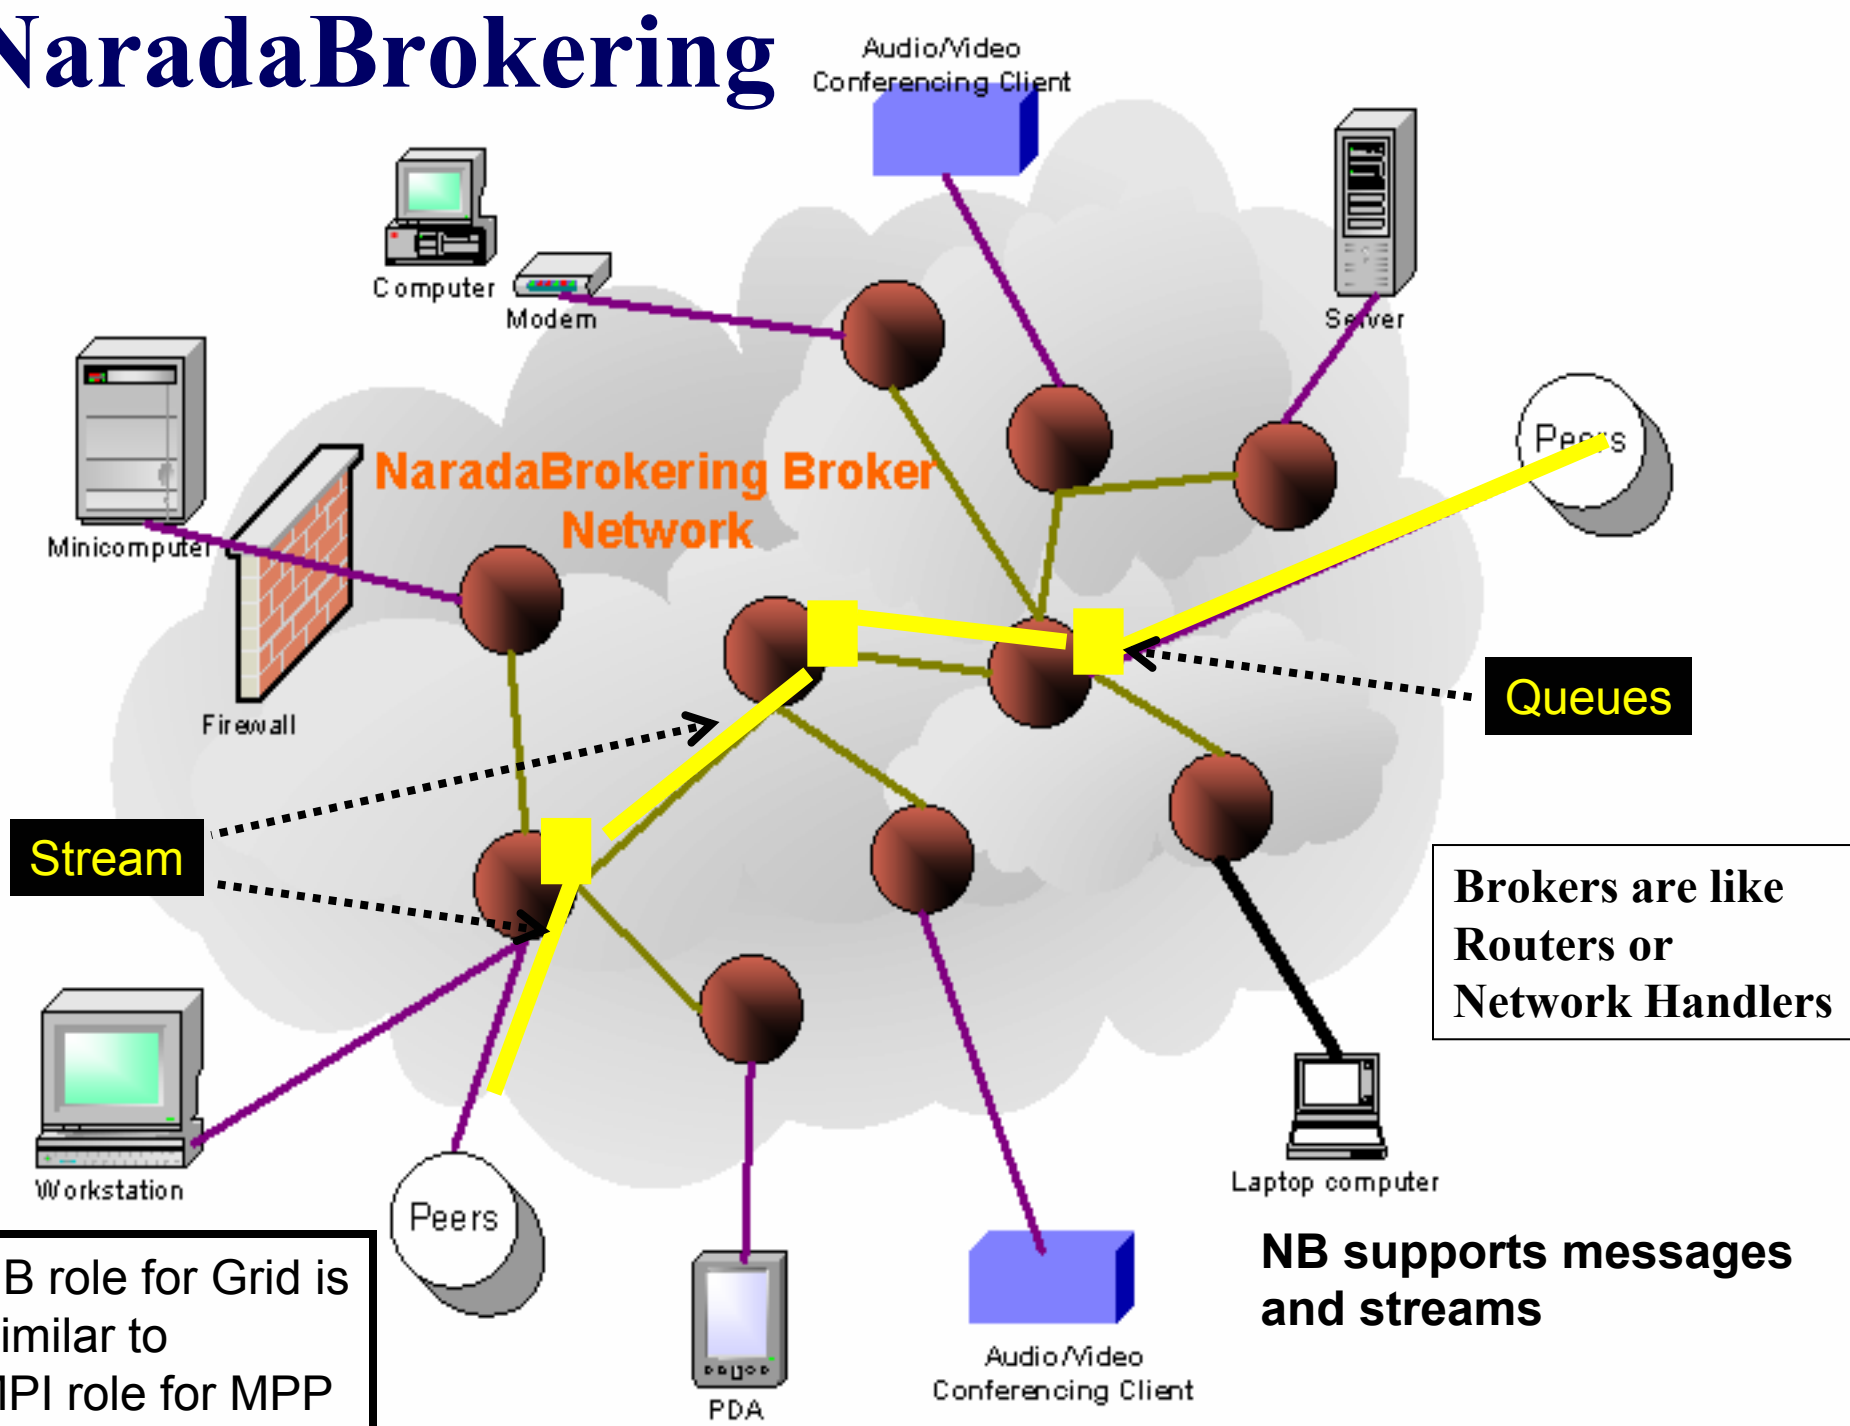 NaradaBrokering
Audio/Video
Conferencing Client
Computer
Modem
Server
Peers
Minicomputer
NaradaBrokering Broker
Network
Firewall
Queues
Stream
Brokers are like
Routers or
Network Handlers
Workstation
Peers
Laptop computer
B role for Grid is
imilar to
MPI role for MPP
NB supports messages
and streams
Audio/Video
Conferencing Client
PDA